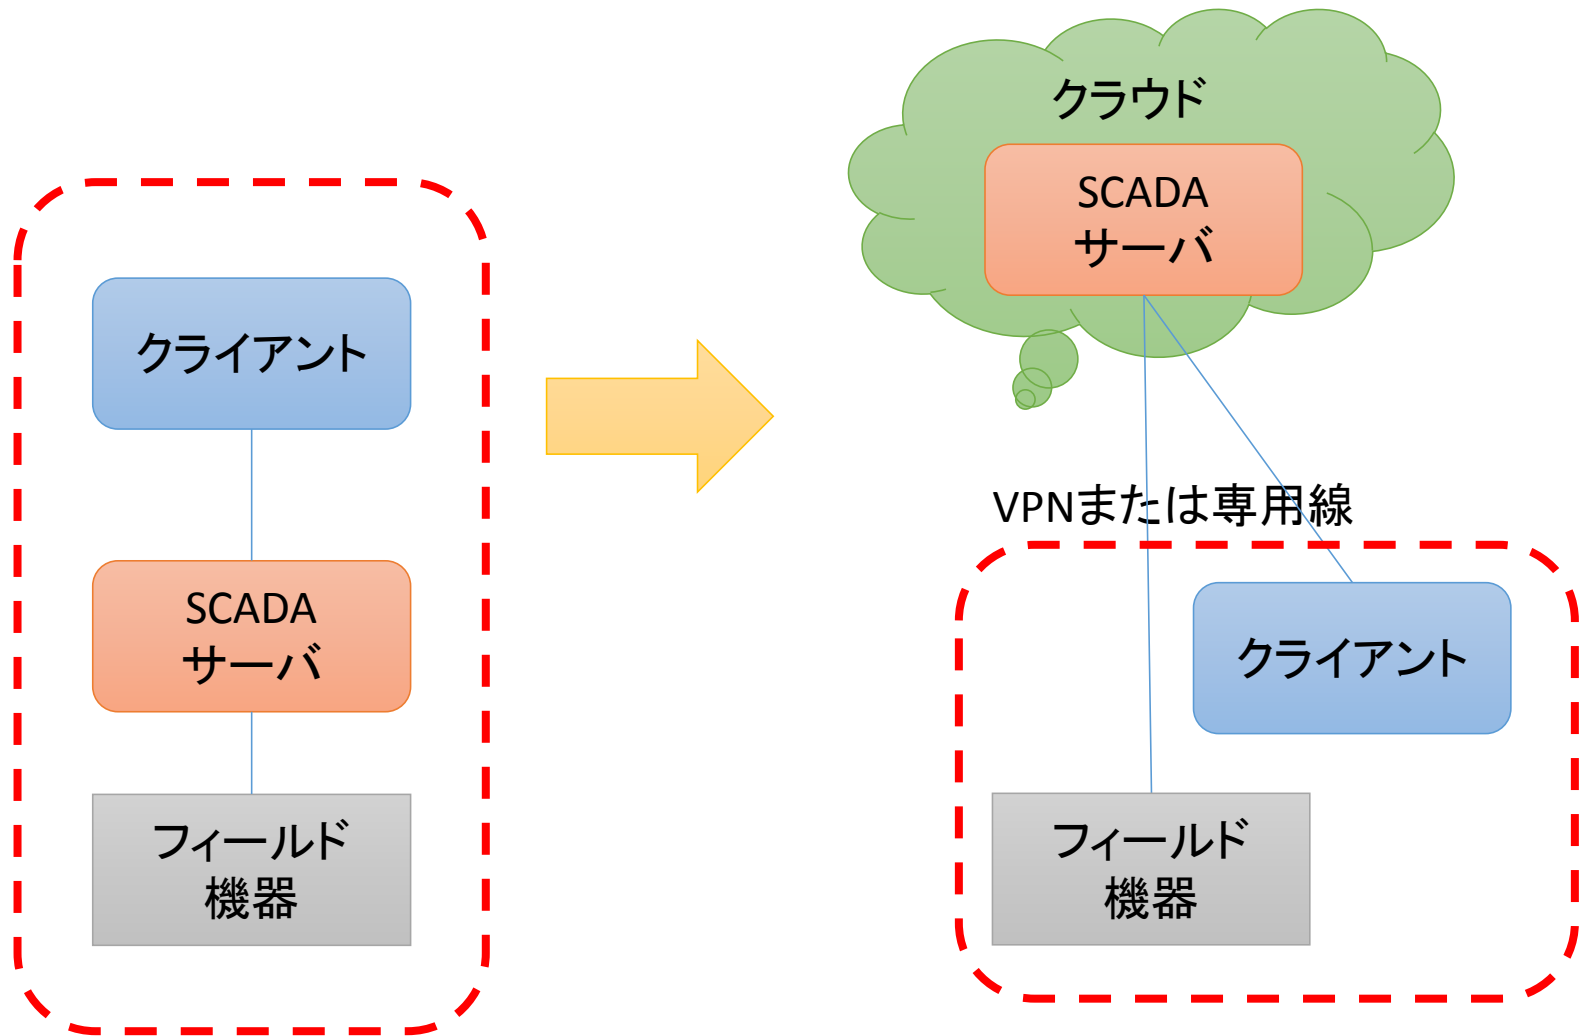 クライアント
SCADA
サーバ
フィールド
機器
クラウド
SCADA
サーバ
VPNまたは専用線
クライアント
フィールド
機器